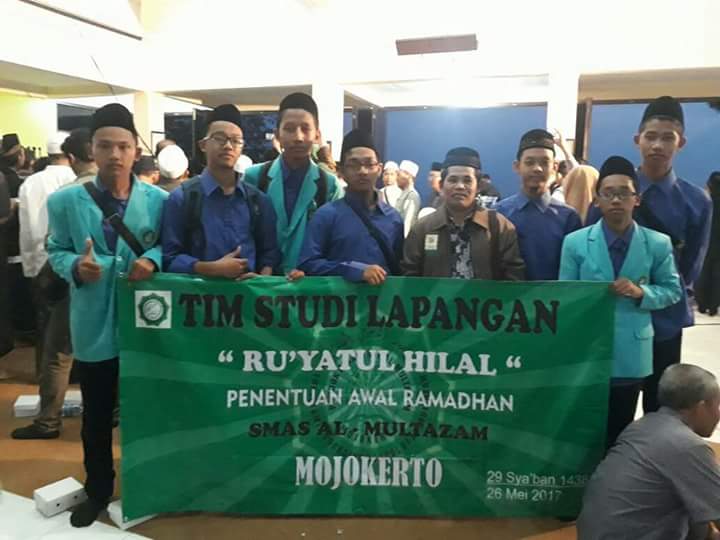 TIM STUDI LAPANGAN
“ RU'YATUL HILAL “
PENENTUAN AWAL RAMADHAN
SMAS AL - MULTAZAM
MOJOKERTO
29 Sya'ban 1438
26 Mei 2017